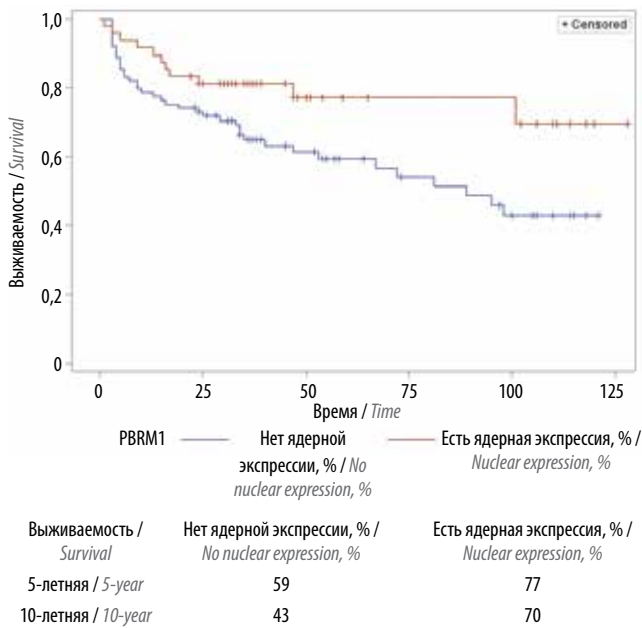 + Censored
Выживаемость / Survival
1,0
0,8
0,6
0,4
0,2
0
0 25 50 75 100 125
Время / Time
PBRM1 Нет ядерной экспрессии, % / No nuclear expression, % Есть ядерная экспрессия, % / Nuclear expression, %
Выживаемость / Survival Нет ядерной экспрессии, % / No nuclear expression, % Есть ядерная экспрессия, % / Nuclear expression, %
5-летняя / 5-year 59 77
10-летняя / 10-year 43 70